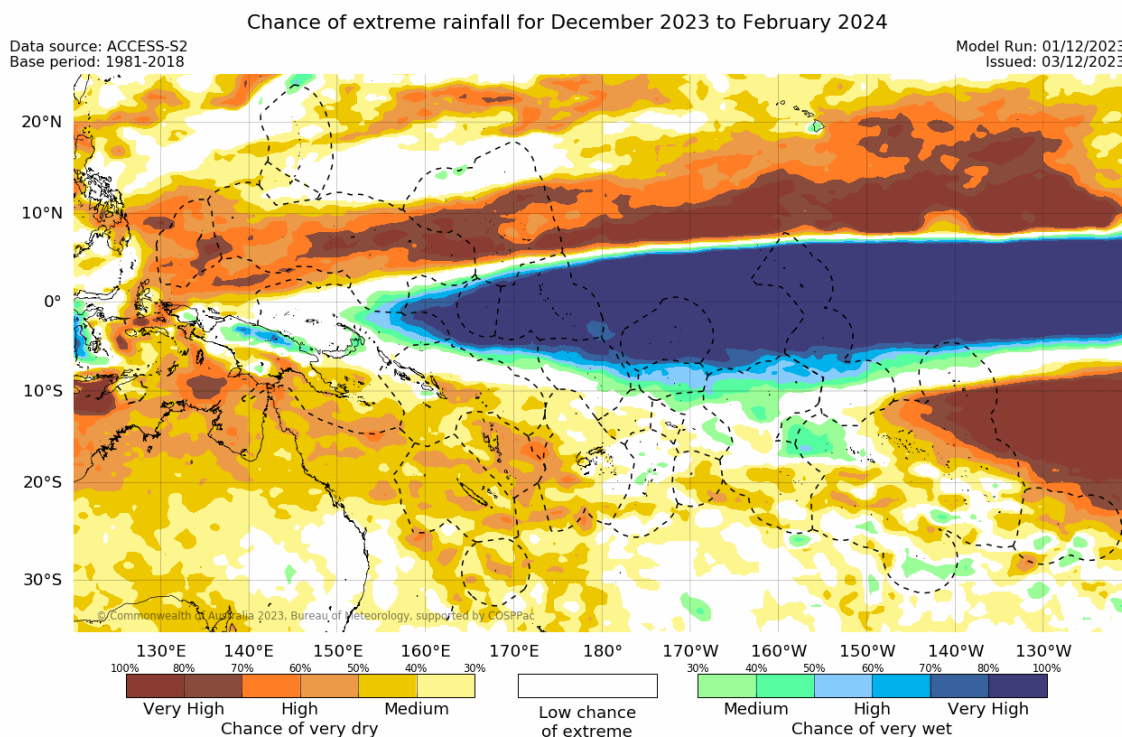 Chance of extreme rainfall for December 2023 to February 2024
Data source: ACCESS-S2
Base period: 1981-2018
Model Run: 01/12/2023
Issued: 03/12/2023
20°N
10°N
0°
10°S
20°S
30°S
© Commonwealth of Australia 2023, Bureau of Meteorology, supported by COSPPac
130°E 140°E 150°E 160°E 170°E 180° 170°W 160°W 150°W 140°W 130°W
100% 80% 70% 60% 50% 40% 30%
30% 40% 50% 60% 70% 80% 100%
Very High High Medium
Chance of very dry
Low chance
of extreme
Medium High Very High
Chance of very wet